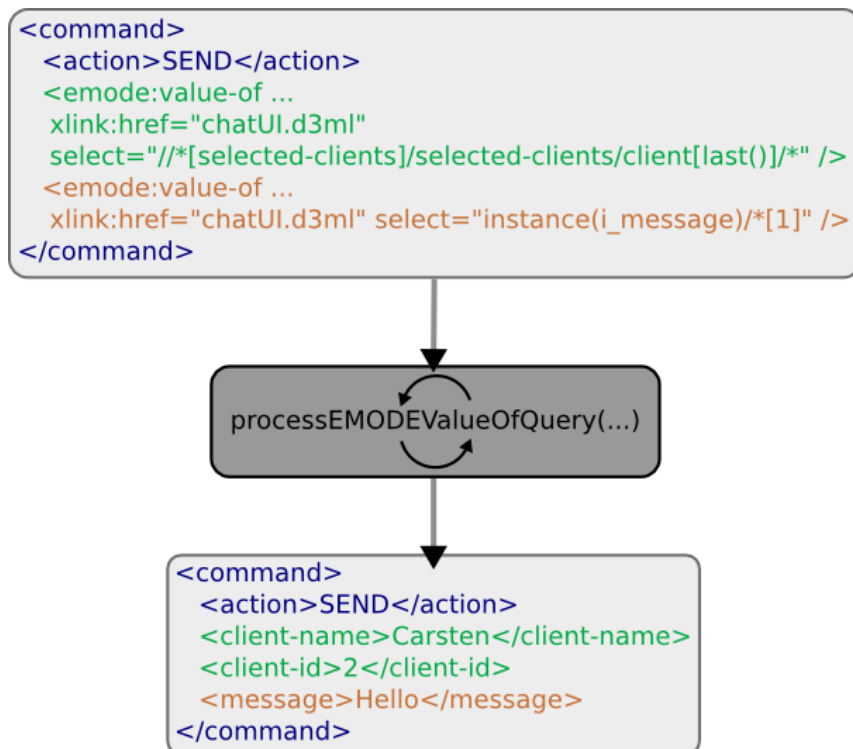 <command>
<action>SEND</action>
<emode:value-of ...
xlink:href="chatUI.d3ml"
select="//*[selected-clients]/selected-clients/client[last()]/*" />
<emode:value-of ...
xlink:href="chatUI.d3ml" select="instance(i_message)/*[1]" />
</command>
processEMODEValueOfQuery(...)
<command>
<action>SEND</action>
<client-name>Carsten</client-name>
<client-id>2</client-id>
<message>Hello</message>
</command>